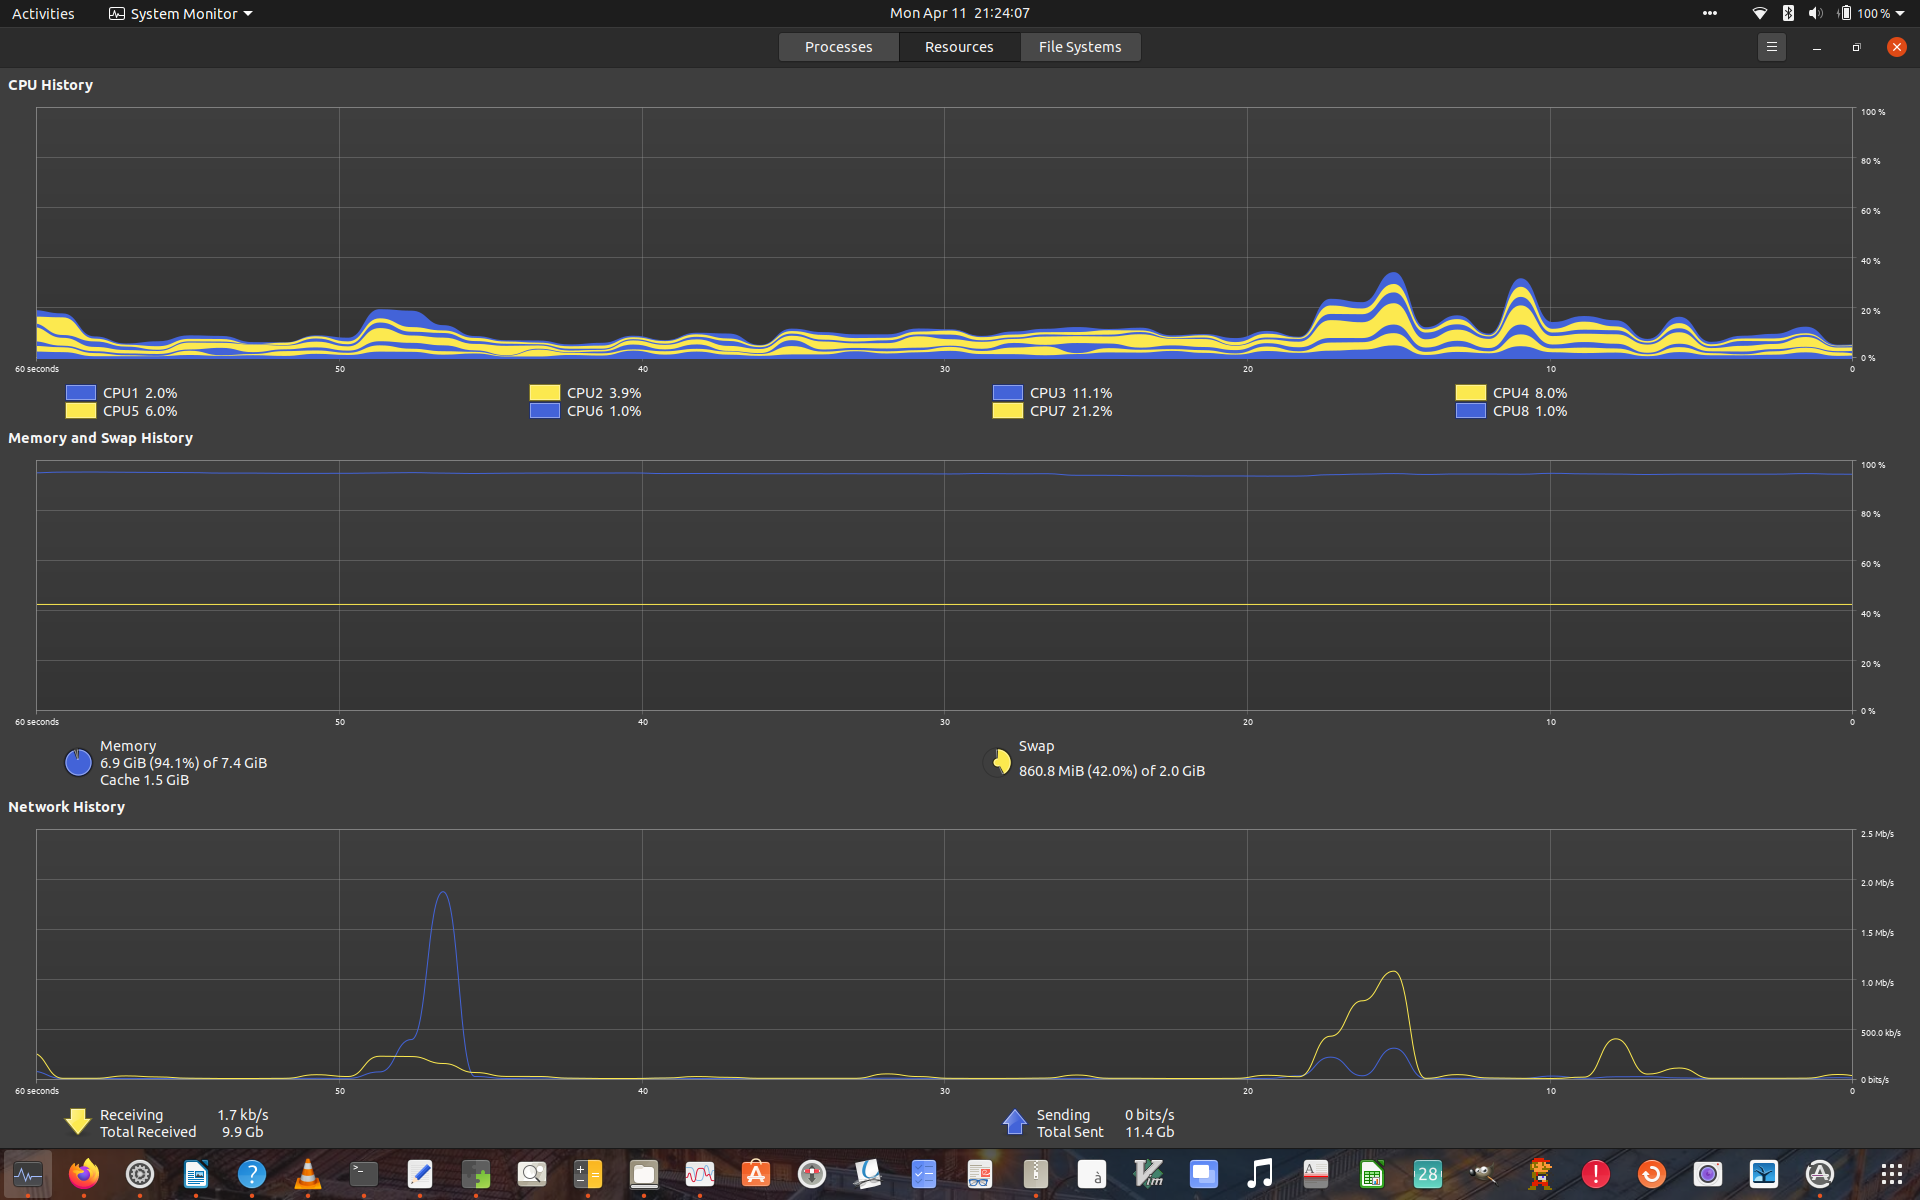 Activities System Monitor Mon Apr 11 21:24:07 100 %
Processes Resources File Systems
CPU History
100 %
80 %
60 %
40 %
20 %
0 %
60 seconds 50 40 30 20 10 0
CPU1 2.0% CPU2 3.9% CPU3 11.1% CPU4 8.0%
CPU5 6.0% CPU6 1.0% CPU7 21.2% CPU8 1.0%
Memory and Swap History
100 %
80 %
60 %
40 %
20 %
0 %
60 seconds 50 40 30 20 10 0
Memory
6.9 GiB (94.1%) of 7.4 GiB
Cache 1.5 GiB
Swap
860.8 MiB (42.0%) of 2.0 GiB
Network History
2.5 Mb/s
2.0 Mb/s
1.5 Mb/s
1.0 Mb/s
500.0 kb/s
0 bits/s
60 seconds 50 40 30 20 10 0
Receiving 1.7 kb/s
Total Received 9.9 Gb
Sending 0 bits/s
Total Sent 11.4 Gb
? >_ à Vim A 28 !